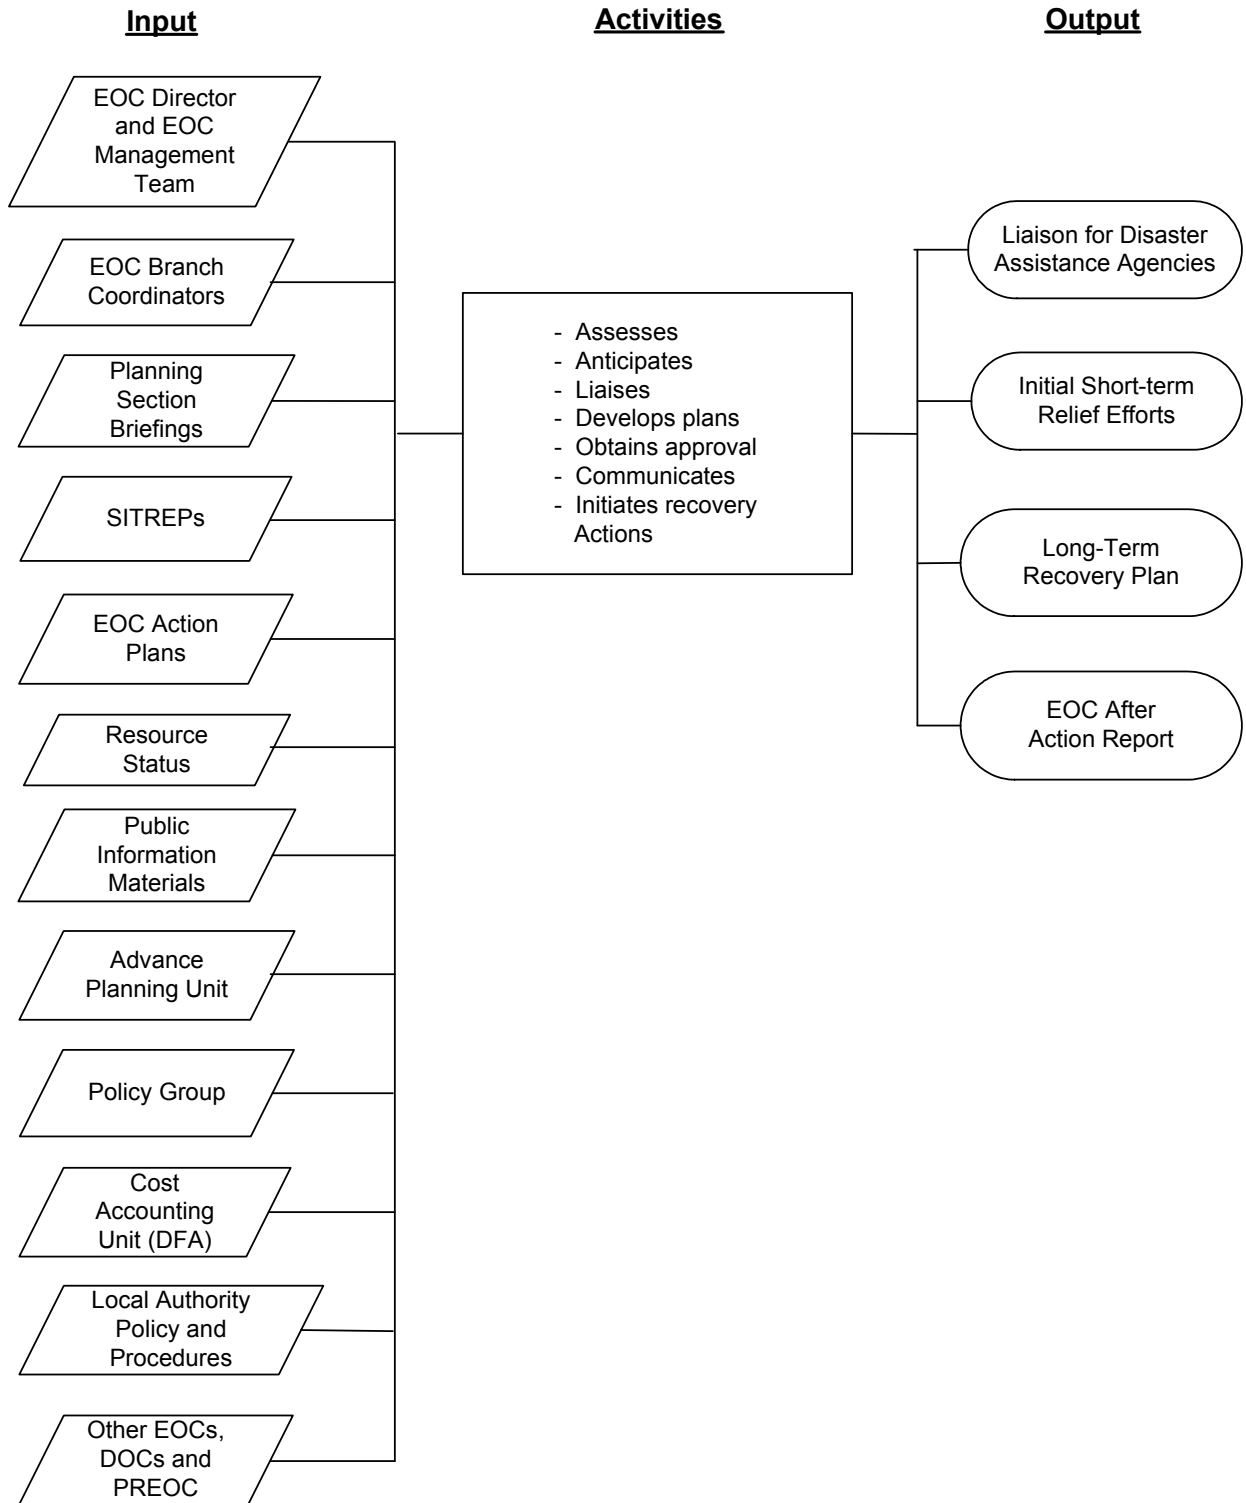 Input
Activities
Output
EOC Director
and EOC
Management
Team
EOC Branch
Coordinators
Planning
Section
Briefings
SITREPs
EOC Action
Plans
Resource
Status
Public
Information
Materials
Advance
Planning Unit
Policy Group
Cost
Accounting
Unit (DFA)
Local Authority
Policy and
Procedures
Other EOCs,
DOCs and
PREOC
- Assesses
- Anticipates
- Liaises
- Develops plans
- Obtains approval
- Communicates
- Initiates recovery
Actions
Liaison for Disaster
Assistance Agencies
Initial Short-term
Relief Efforts
Long-Term
Recovery Plan
EOC After
Action Report